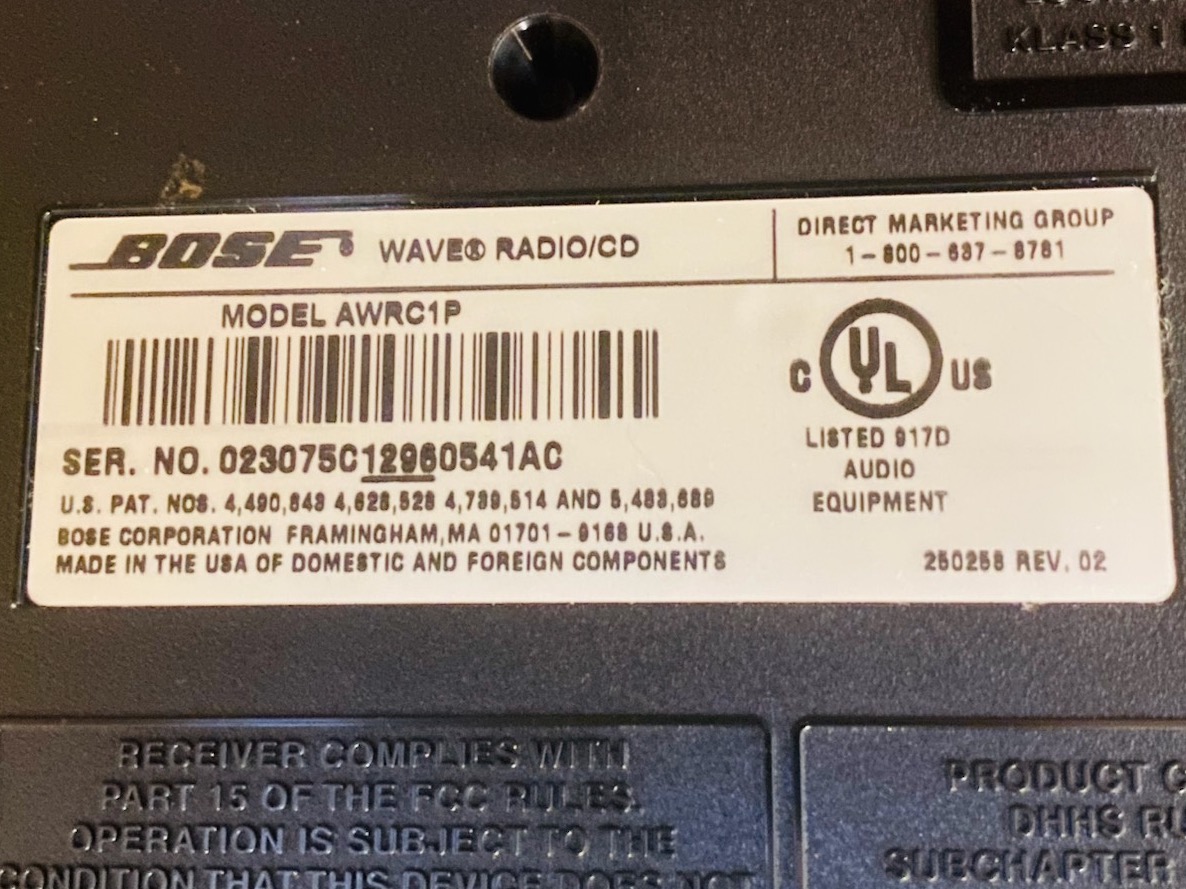 KLASS 1
BOSE® WAVE® RADIO/CD
DIRECT MARKETING GROUP
1-800-637-8781
MODEL AWRC1P
C UL US
SER. NO. 023075C12960541AC
LISTED 917D
AUDIO
EQUIPMENT
U.S. PAT. NOS. 4,490,843 4,628,528 4,739,514 AND 5,483,689
BOSE CORPORATION FRAMINGHAM,MA 01701-9168 U.S.A.
MADE IN THE USA OF DOMESTIC AND FOREIGN COMPONENTS
250258 REV. 02
RECEIVER COMPLIES WITH
PART 15 OF THE FCC RULES.
OPERATION IS SUBJECT TO THE
CONDITION THAT THIS DEVICE DOES NOT
PRODUCT
DHHS
SUBCHAPTER